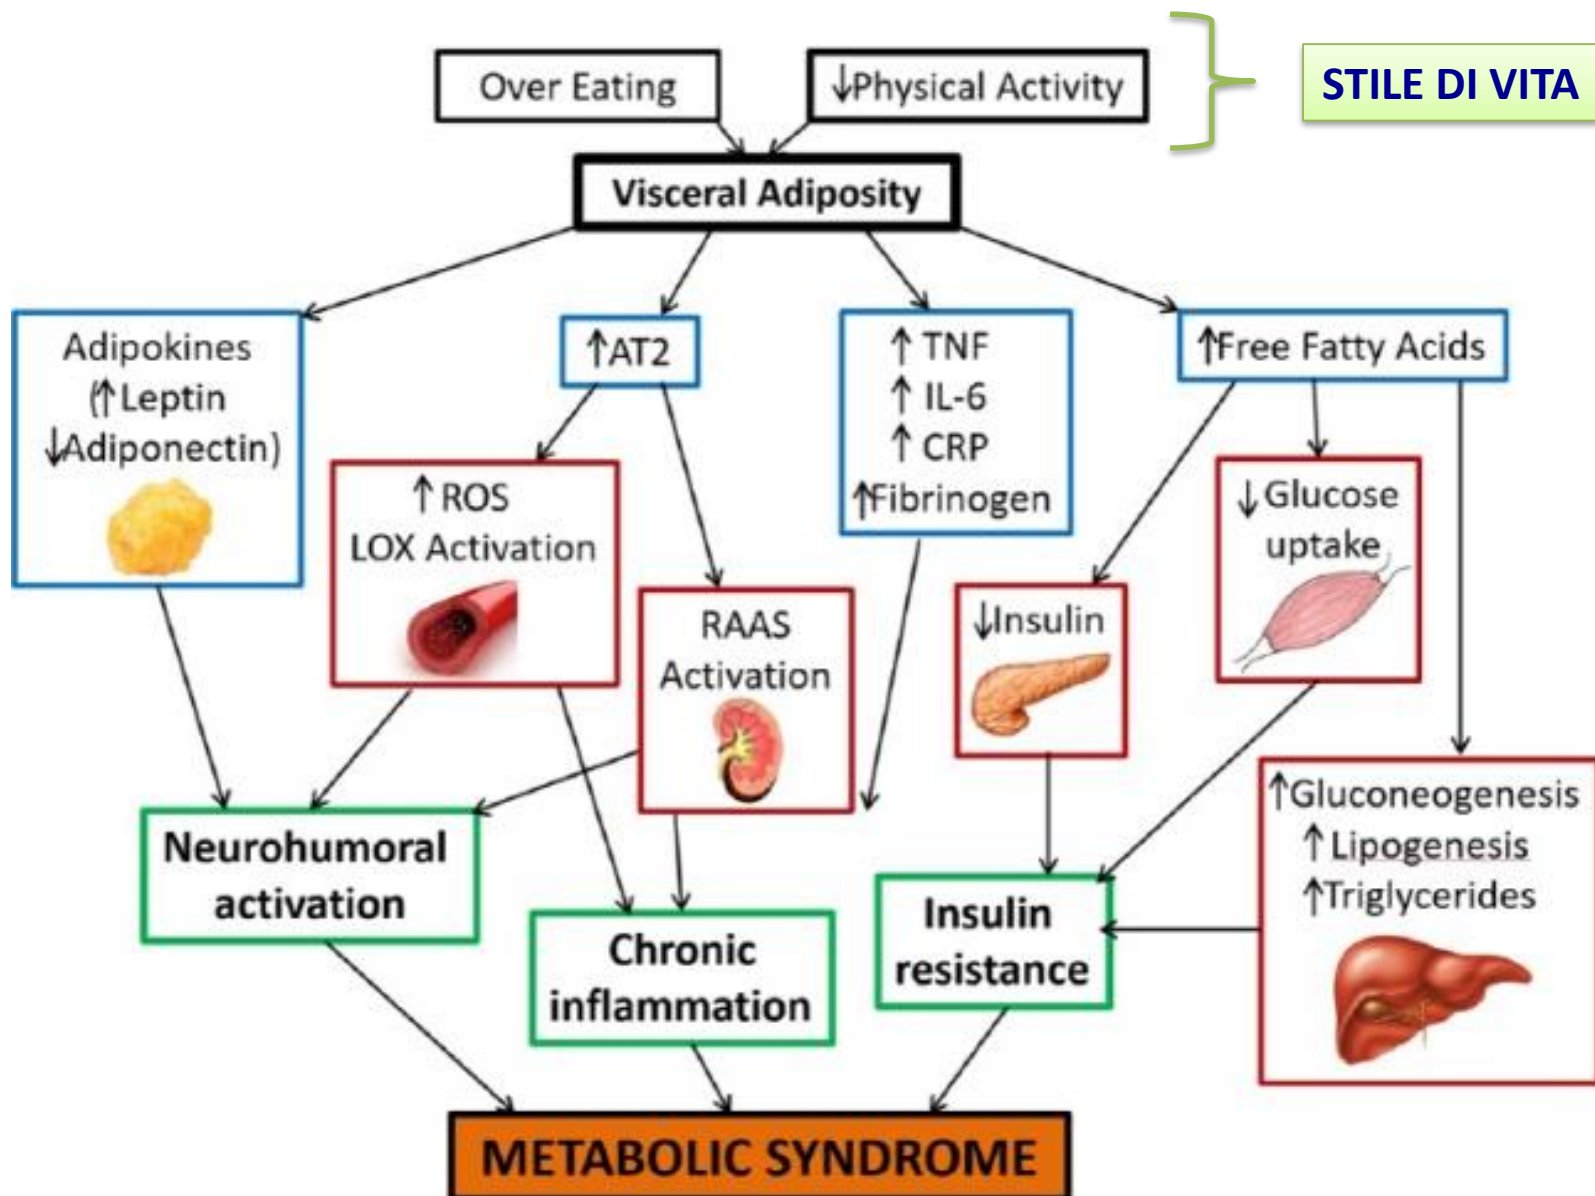 Over Eating
↓Physical Activity
STILE DI VITA
Visceral Adiposity
Adipokines
(↑Leptin
↓Adiponectin)
↑AT2
↑ TNF
↑ IL-6
↑ CRP
↑Fibrinogen
↑Free Fatty Acids
↑ ROS
LOX Activation
RAAS
Activation
↓Insulin
↓ Glucose
uptake
↑Gluconeogenesis
↑ Lipogenesis
↑Triglycerides
Neurohumoral
activation
Chronic
inflammation
Insulin
resistance
METABOLIC SYNDROME